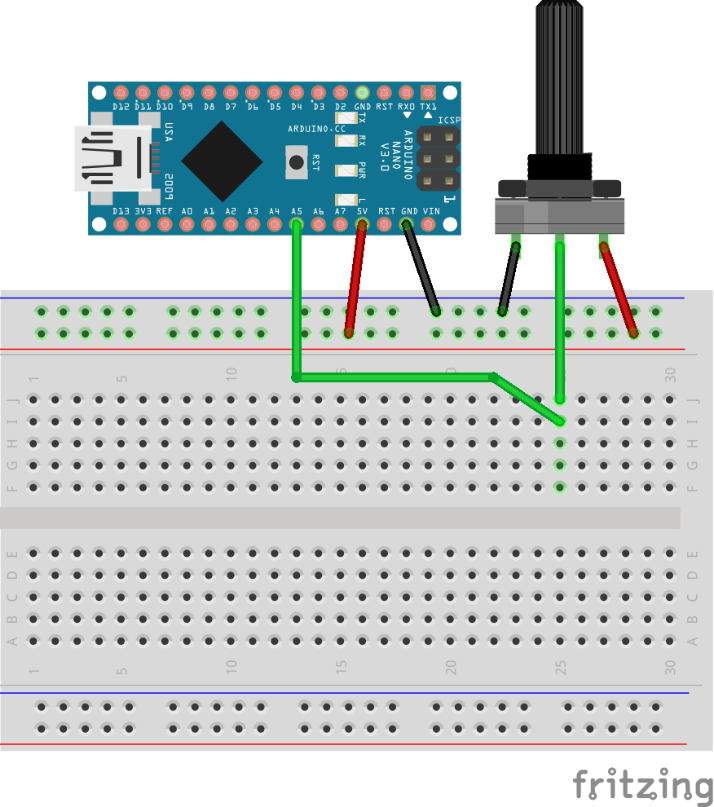 D12 D11 D10 D9 D8 D7 D6 D5 D4 D3 D2 GND RST RX0 TX1
TX
RX
PWR
L
ICSP
1
ARDUINO.CC
RST
ARDUINO
NANO
V3.0
USA
2009
D13 3V3 REF A0 A1 A2 A3 A4 A5 A6 A7 5V RST GND VIN
1 5 10 15 20 25 30
J J
I I
H H
G G
F F
E E
D D
C C
B B
A A
1 5 10 15 20 25 30
fritzing